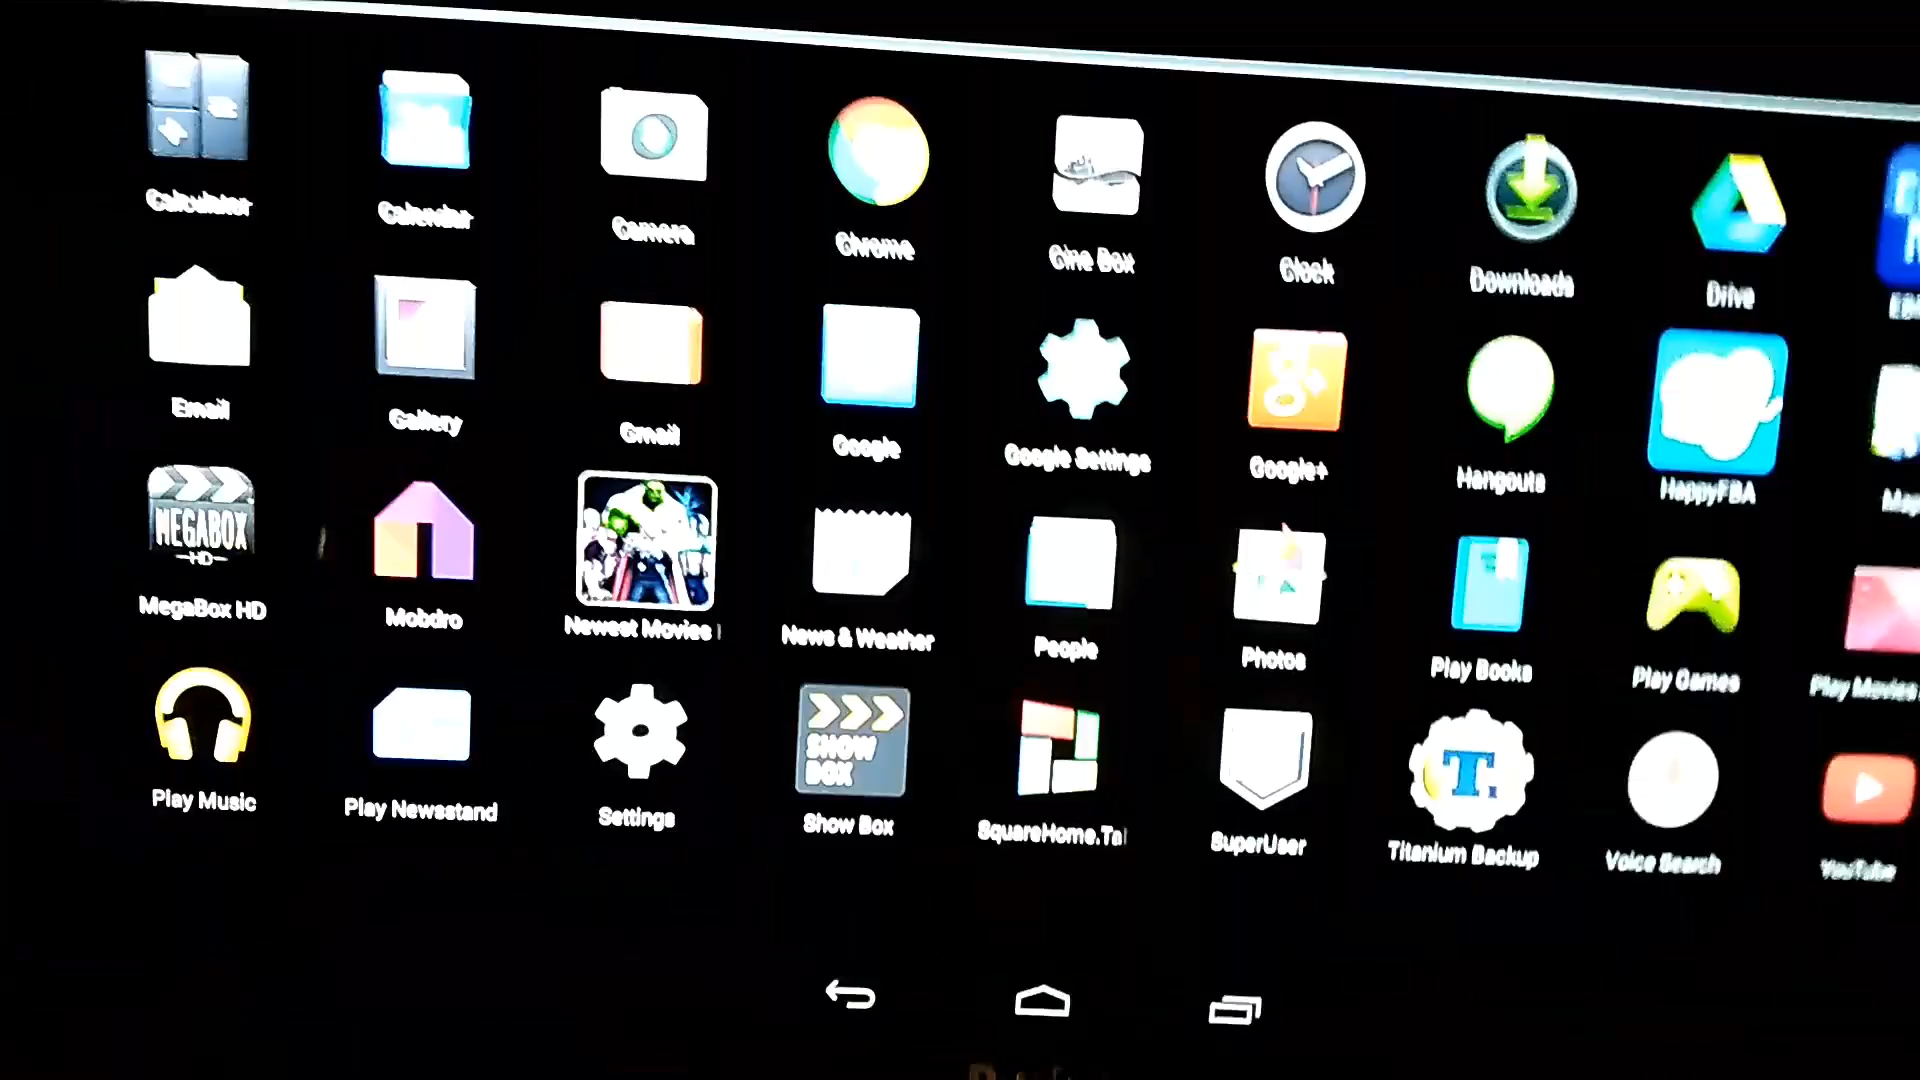 Calculator
Calendar
Camera
Chrome
Cine Box
Clock
Downloads
Drive
Email
Gallery
Gmail
Google
Google Settings
g+
Google+
Hangouts
HappyFBA
MEGABOX
HD
MegaBox HD
Mobdro
Newest Movies
News & Weather
People
Photos
Play Books
Play Games
Play Movies
Play Music
Play Newsstand
Settings
SHOW
BOX
Show Box
SquareHome.Ta
SuperUser
T.
Titanium Backup
Voice Search
YouTube